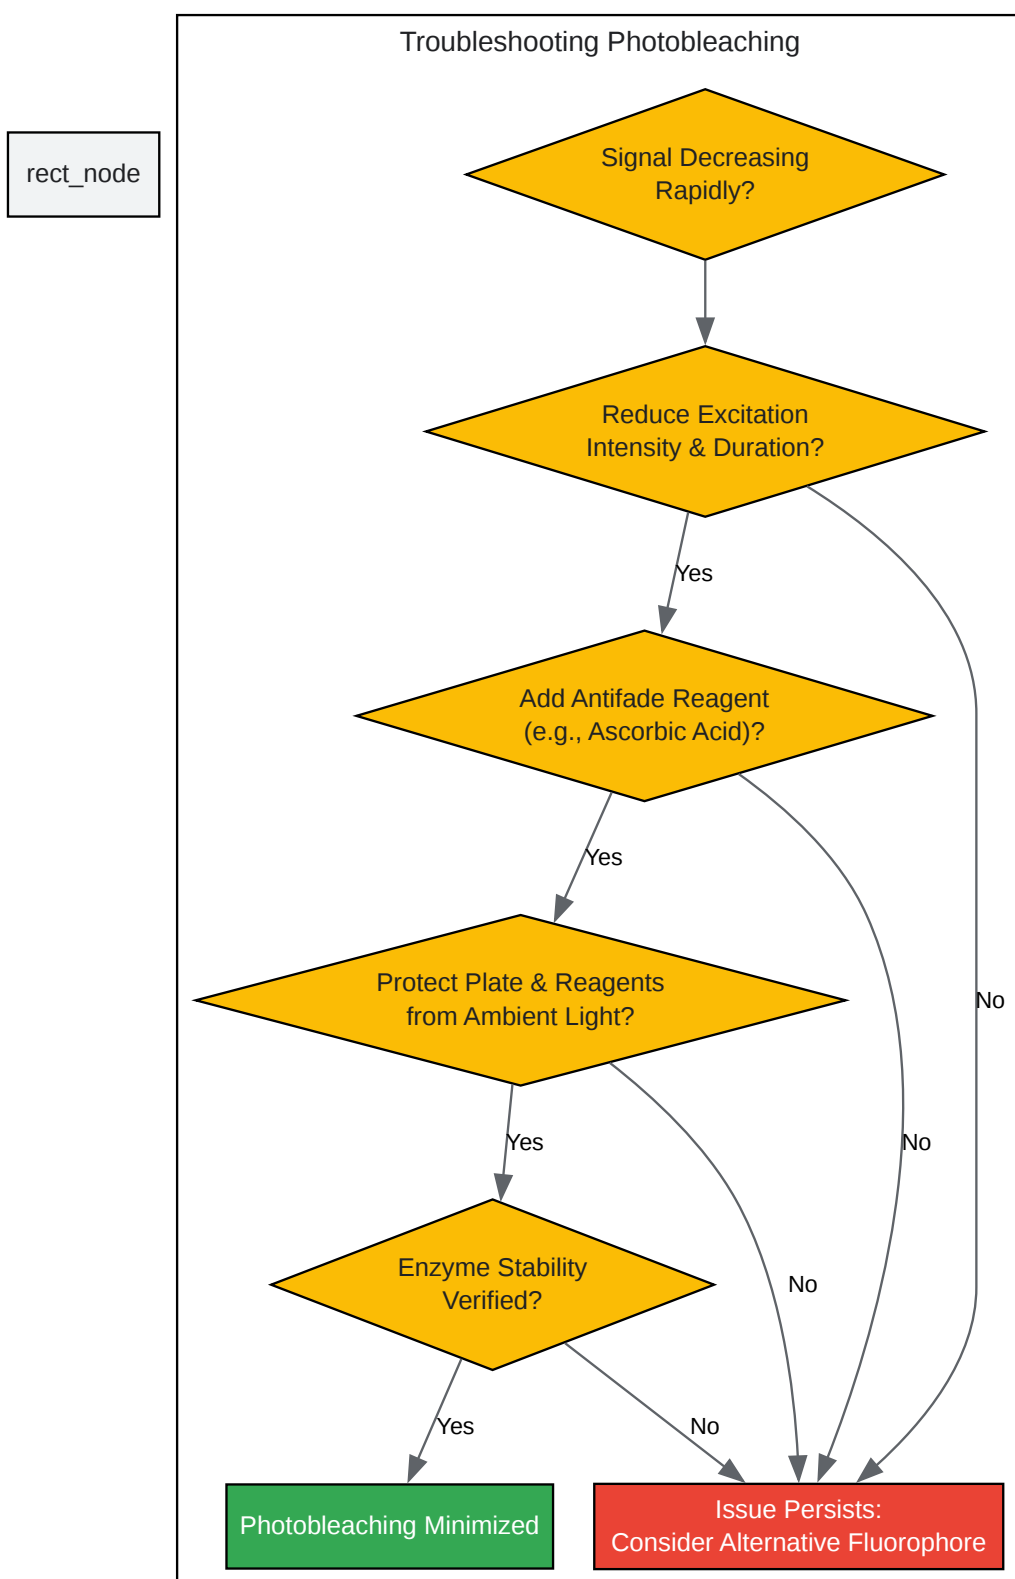 Troubleshooting Photobleaching
rect_node
Signal Decreasing
Rapidly?
Reduce Excitation
Intensity & Duration?
Yes
Add Antifade Reagent
(e.g., Ascorbic Acid)?
Yes
Protect Plate & Reagents
from Ambient Light?
No
Yes
No
Enzyme Stability
Verified?
No
Yes
No
Photobleaching Minimized
Issue Persists:
Consider Alternative Fluorophore